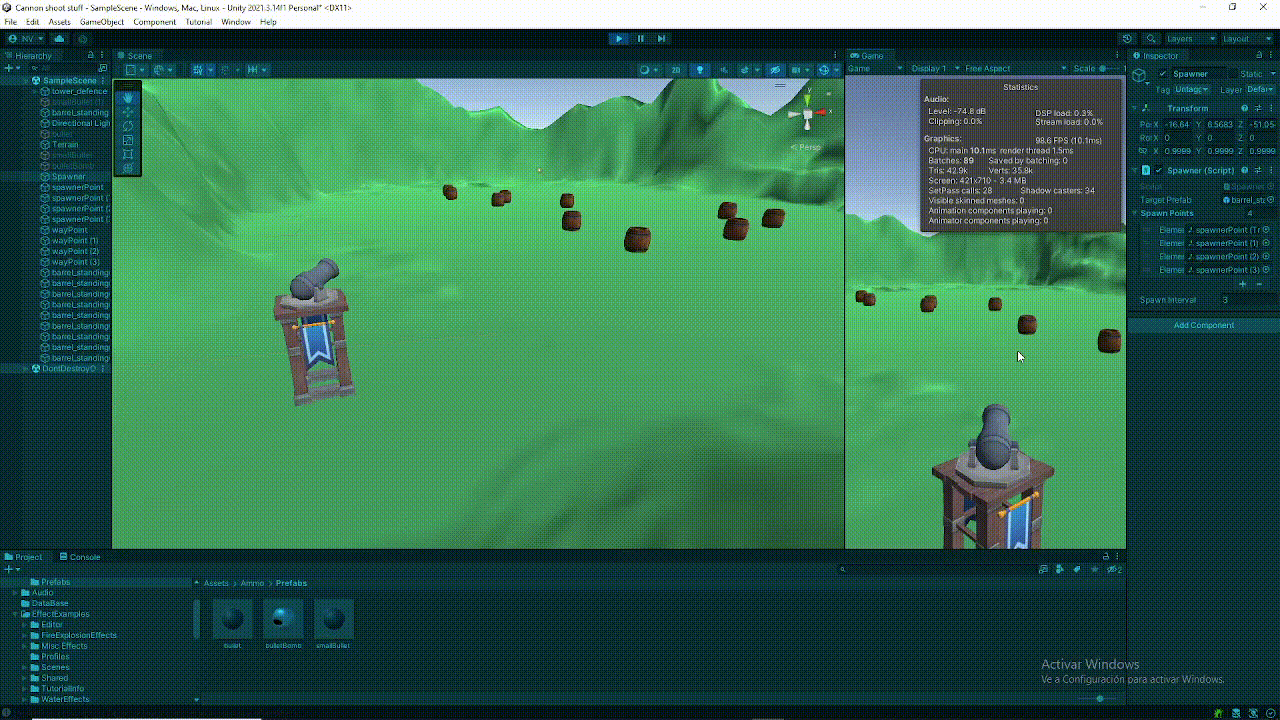 Cannon shoot stuff - SampleScene - Windows, Mac, Linux - Unity 2021.3.14f1 Personal* <DX11>
File Edit Assets GameObject Component Tutorial Window Help
NV
Layers Layout
Hierarchy
Scene
Game
Inspector
All
2D
Game Display 1 Free Aspect Scale
SampleScene
tower_defence
smallBullet (1)
barrel_standing
Directional Ligh
bullet
Terrain
smallBullet
bulletBomb
Spawner
spawnerPoint
spawnerPoint (
spawnerPoint (
spawnerPoint (
wayPoint
wayPoint (1)
wayPoint (2)
wayPoint (3)
barrel_standing
barrel_standing
barrel_standing
barrel_standing
barrel_standing
barrel_standing
barrel_standing
barrel_standing
barrel_standing
DontDestroyO
y
x
< Persp
Statistics
Audio:
Level: -74.8 dB DSP load: 0.3%
Clipping: 0.0% Stream load: 0.0%
Graphics: 98.6 FPS (10.1ms)
CPU: main 10.1ms render thread 1.5ms
Batches: 89 Saved by batching: 0
Tris: 42.9k Verts: 35.8k
Screen: 421x710 - 3.4 MB
SetPass calls: 28 Shadow casters: 34
Visible skinned meshes: 0
Animation components playing: 0
Animator components playing: 0
Spawner Static
Tag Untagg Layer Defau
Transform
Pos X -16.64 Y 6.5683 Z -51.05
Rot X 0 Y 0 Z 0
X 0.9999 Y 0.9999 Z 0.9999
Spawner (Script)
Script Spawner
Target Prefab barrel_sta
Spawn Points 4
Elemer spawnerPoint (Tr
Elemer spawnerPoint (1)
Elemer spawnerPoint (2)
Elemer spawnerPoint (3)
+ −
Spawn Interval 3
Add Component
Project Console
2
Prefabs
Audio
DataBase
EffectExamples
Editor
FireExplosionEffects
Misc Effects
Profiles
Scenes
Shared
TutorialInfo
WaterEffects
Assets > Ammo > Prefabs
bullet bulletBomb smallBullet
Activar Windows
Ve a Configuración para activar Windows.